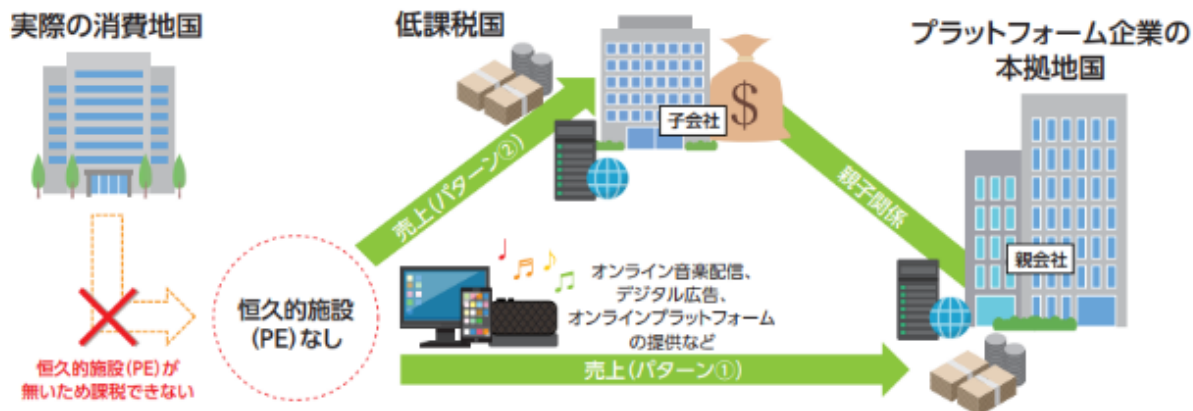 実際の消費地国
低課税国
プラットフォーム企業の
本拠地国
子会社
$
売上(パターン②)
親子関係
親会社
恒久的施設
(PE)なし
オンライン音楽配信、
デジタル広告、
オンラインプラットフォーム
の提供など
売上(パターン①)
恒久的施設(PE)が
無いため課税できない